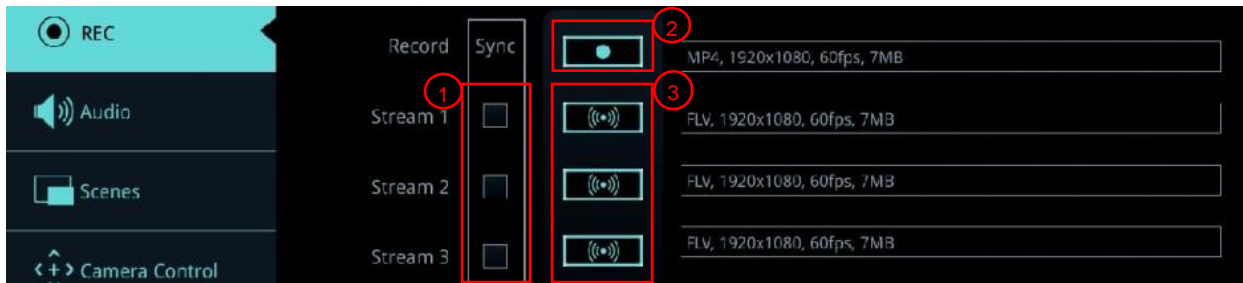 REC
Record Sync 2 MP4, 1920x1080, 60fps, 7MB
1 3
Audio Stream 1 FLV, 1920x1080, 60fps, 7MB
Scenes Stream 2 FLV, 1920x1080, 60fps, 7MB
Stream 3 FLV, 1920x1080, 60fps, 7MB
Camera Control